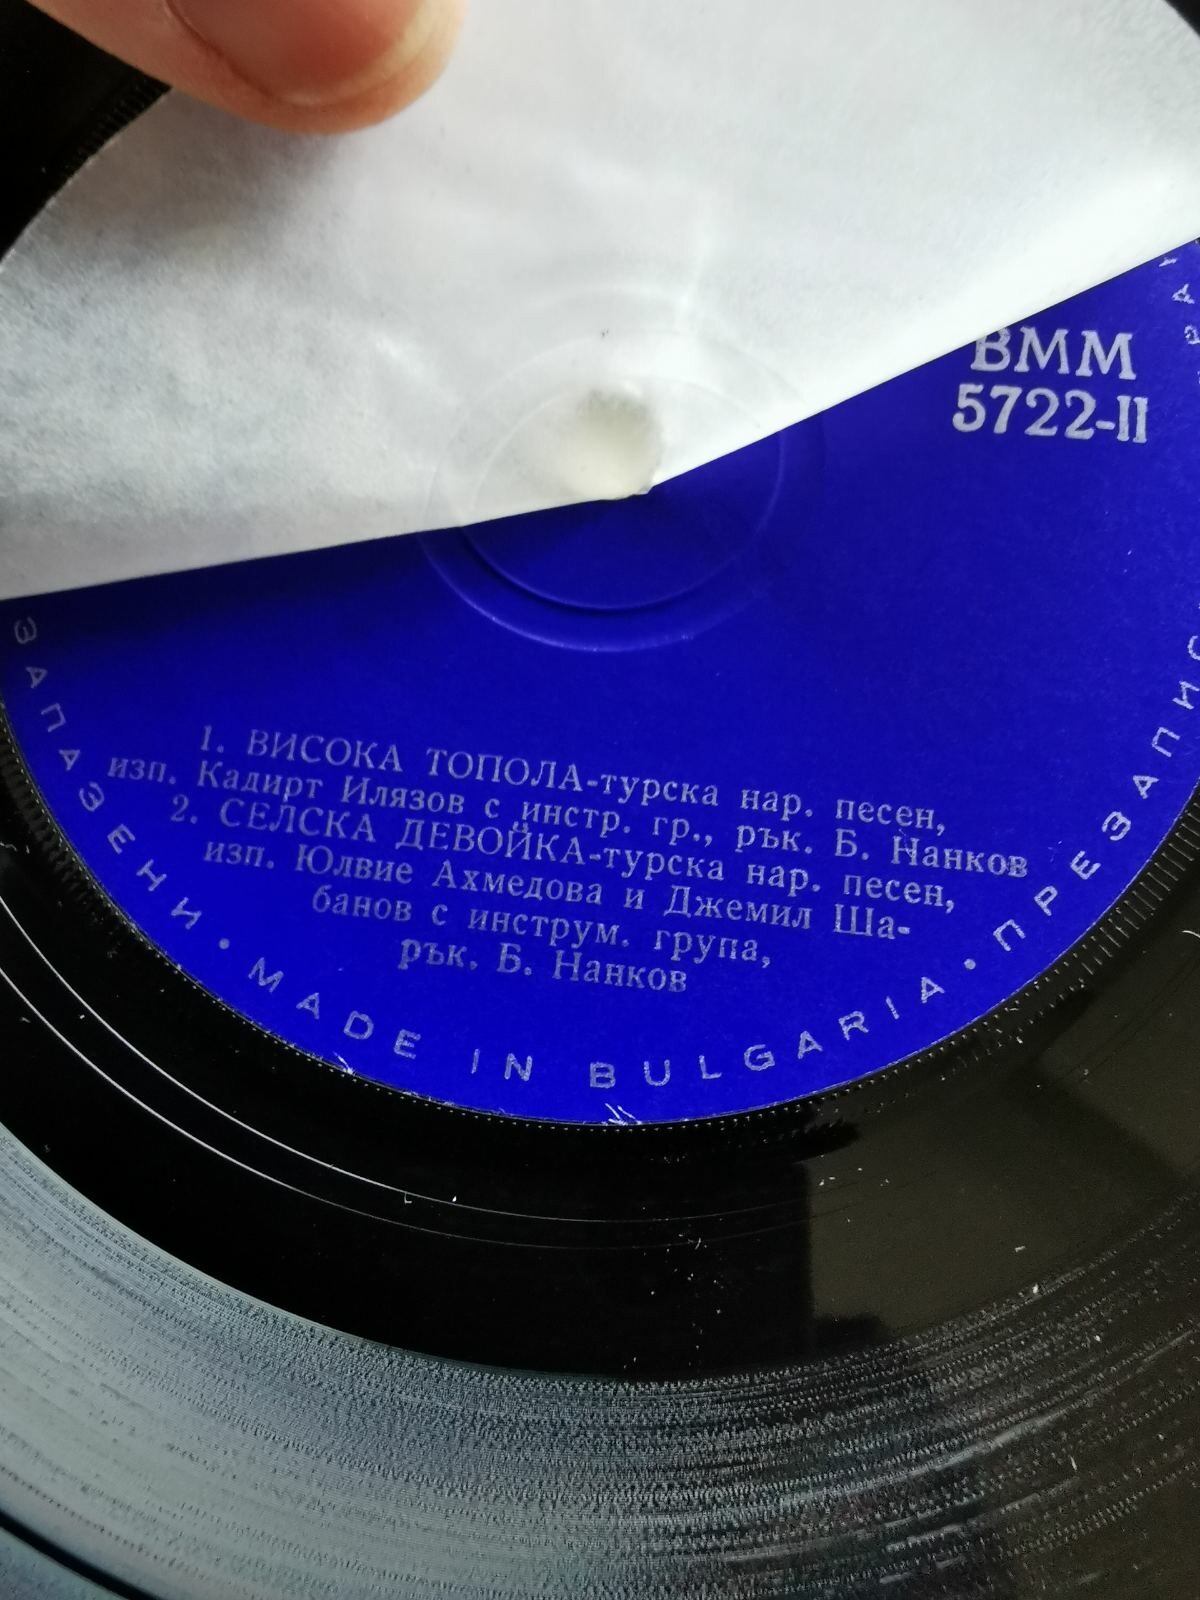 ВММ
5722-II
1. ВИСОКА ТОПОЛА-турска нар. песен,
изп. Кадирт Илязов с инстр. гр., рък. Б. Нанков
2. СЕЛСКА ДЕВОЙКА-турска нар. песен,
изп. Юлвие Ахмедова и Джемил Ша-
банов с инструм. група,
рък. Б. Нанков
ЗАПАЗЕНИ • MADE IN BULGARIA • ПРЕЗАПИС